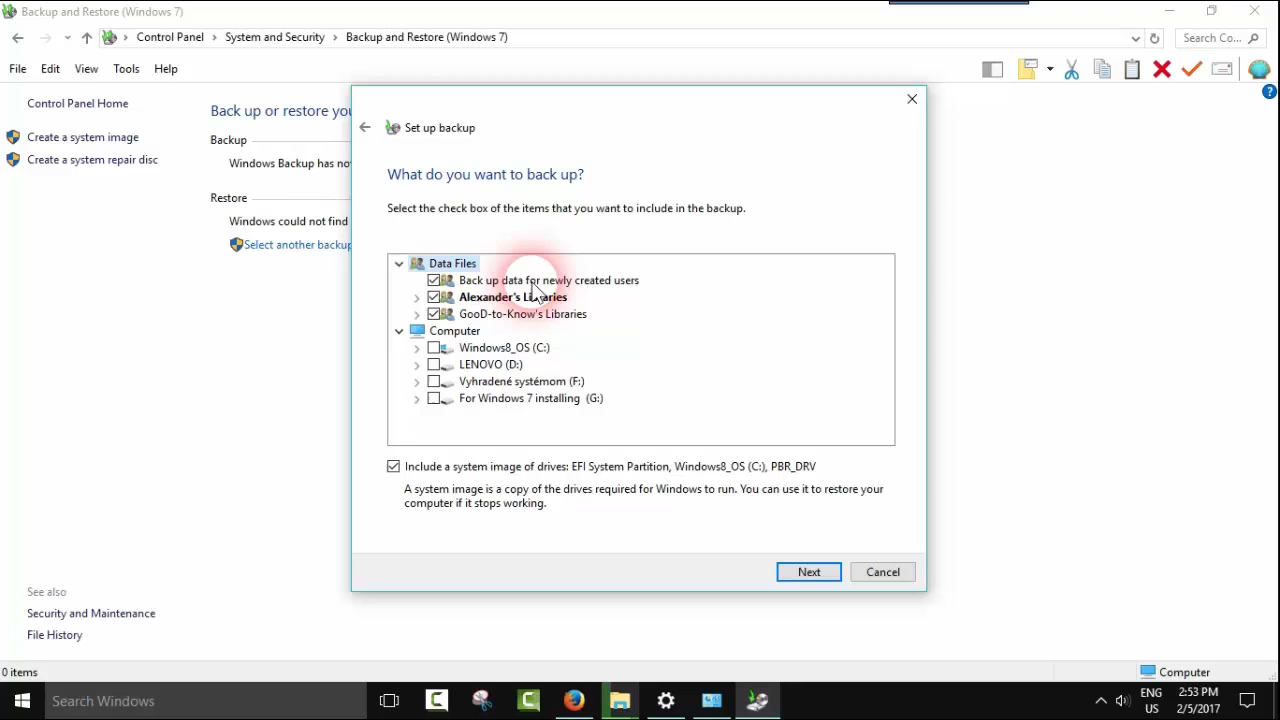 Backup and Restore (Windows 7)
Control Panel > System and Security > Backup and Restore (Windows 7)
Search Co...
File Edit View Tools Help
Control Panel Home
Create a system image
Create a system repair disc
Back up or restore you
Backup
Windows Backup has no
Restore
Windows could not find
Select another backup
Set up backup
What do you want to back up?
Select the check box of the items that you want to include in the backup.
Data Files
Back up data for newly created users
Alexander's Libraries
GooD-to-Know's Libraries
Computer
Windows8_OS (C:)
LENOVO (D:)
Vyhradené systémom (F:)
For Windows 7 installing (G:)
Include a system image of drives: EFI System Partition, Windows8_OS (C:), PBR_DRV
A system image is a copy of the drives required for Windows to run. You can use it to restore your
computer if it stops working.
Next
Cancel
See also
Security and Maintenance
File History
0 items
Computer
Search Windows
ENG
US
2:53 PM
2/5/2017